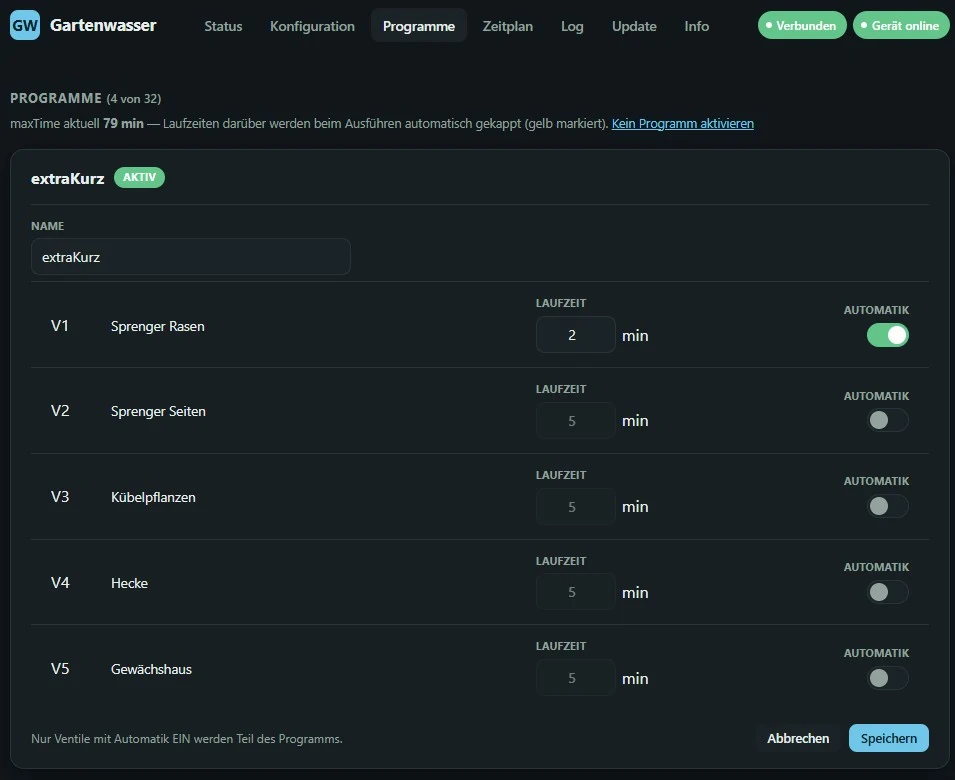 GW Gartenwasser Status Konfiguration Programme Zeitplan Log Update Info Verbunden Gerät online
PROGRAMME (4 von 32)
maxTime aktuell 79 min — Laufzeiten darüber werden beim Ausführen automatisch gekappt (gelb markiert). Kein Programm aktivieren
extraKurz AKTIV
NAME
extraKurz
LAUFZEIT AUTOMATIK
V1 Sprenger Rasen 2 min
LAUFZEIT AUTOMATIK
V2 Sprenger Seiten 5 min
LAUFZEIT AUTOMATIK
V3 Kübelpflanzen 5 min
LAUFZEIT AUTOMATIK
V4 Hecke 5 min
LAUFZEIT AUTOMATIK
V5 Gewächshaus 5 min
Nur Ventile mit Automatik EIN werden Teil des Programms. Abbrechen Speichern